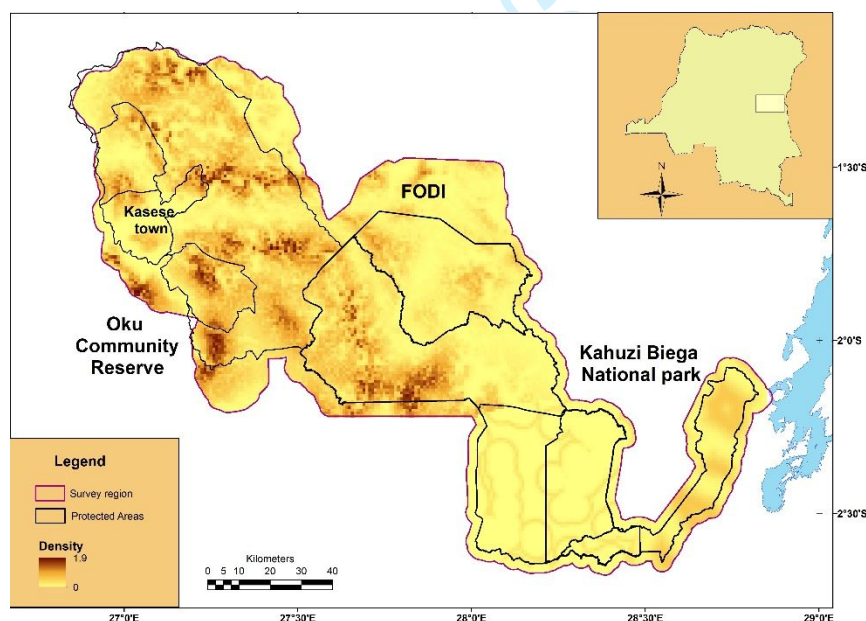 N
1°30'S
FODI
Kasese
town
2°0'S
Oku
Community
Reserve
Kahuzi Biega
National park
Legend
Survey region
Protected Areas
Density
1.9
0
2°30'S
Kilometers
0 5 10 20 30 40
27°0'E
27°30'E
28°0'E
28°30'E
29°0'E